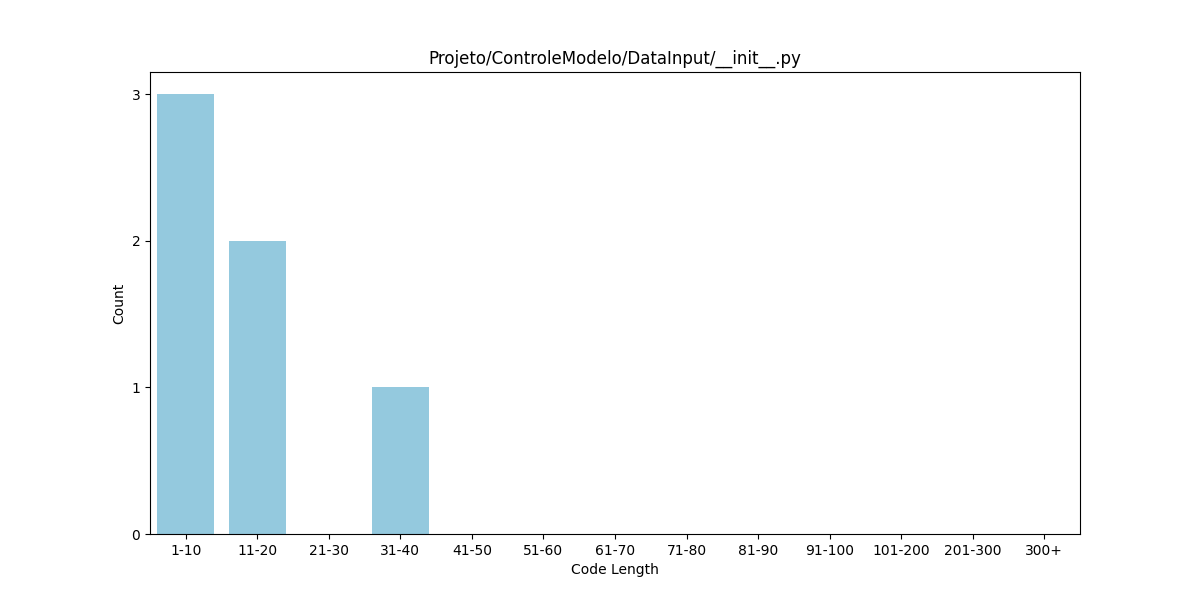 Projeto/ControleModelo/DataInput/__init__.py
3
2
1
0
Count
1-10 11-20 21-30 31-40 41-50 51-60 61-70 71-80 81-90 91-100 101-200 201-300 300+
Code Length